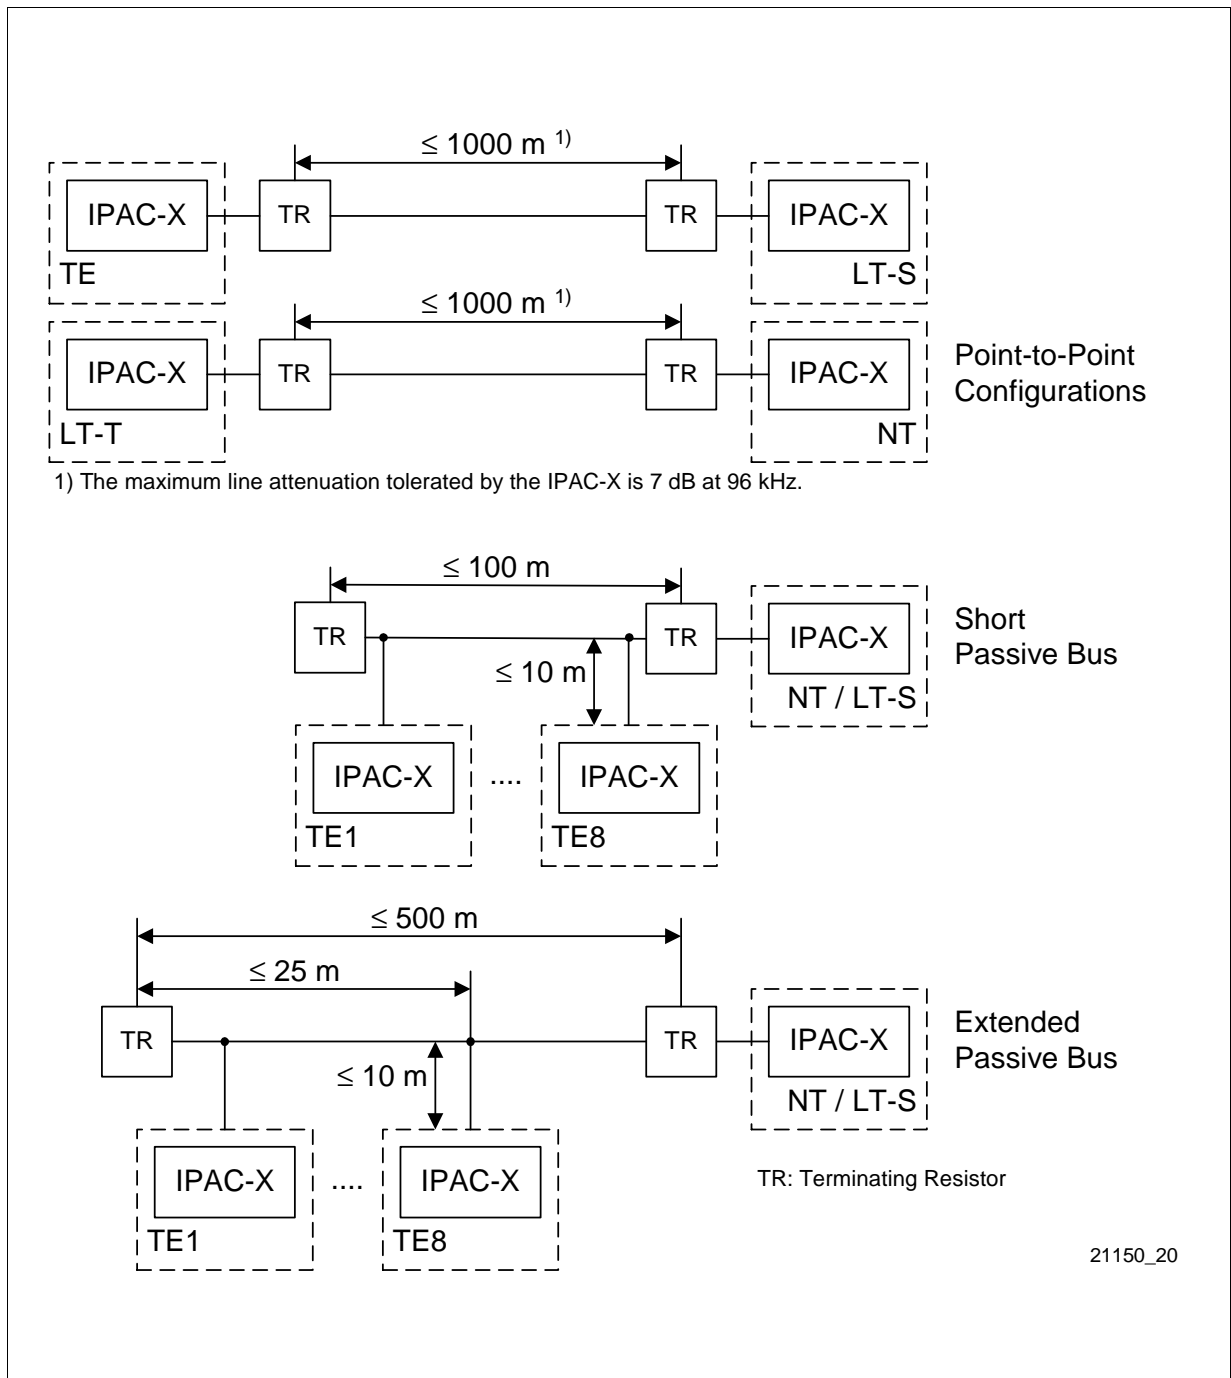 ≤ 1000 m 1)
IPAC-X TR TR IPAC-X
TE LT-S
≤ 1000 m 1)
IPAC-X TR TR IPAC-X
LT-T NT
Point-to-Point
Configurations
1) The maximum line attenuation tolerated by the IPAC-X is 7 dB at 96 kHz.
≤ 100 m
TR TR IPAC-X
≤ 10 m
NT / LT-S
Short
Passive Bus
IPAC-X .... IPAC-X
TE1 TE8
≤ 500 m
≤ 25 m
TR TR IPAC-X
≤ 10 m
NT / LT-S
Extended
Passive Bus
IPAC-X .... IPAC-X
TE1 TE8
TR: Terminating Resistor
21150_20